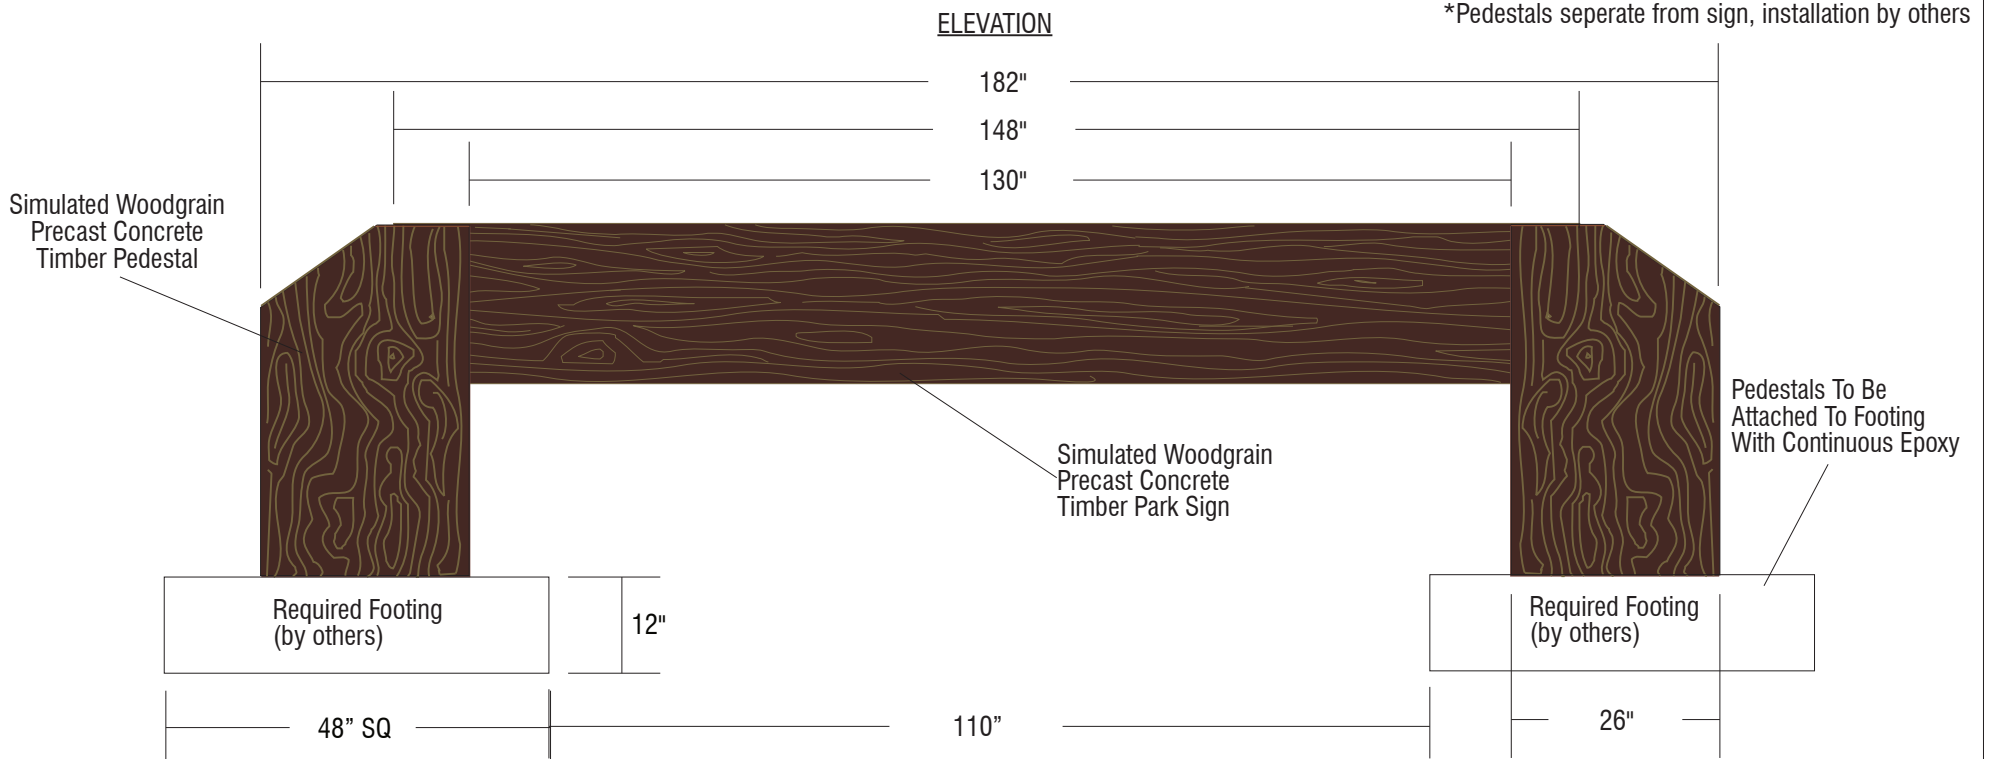 *Pedestals seperate from sign, installation by others
ELEVATION
182"
148"
130"
Simulated Woodgrain
Precast Concrete
Timber Pedestal
Pedestals To Be
Attached To Footing
With Continuous Epoxy
Simulated Woodgrain
Precast Concrete
Timber Park Sign
Required Footing
(by others)
12"
Required Footing
(by others)
48” SQ
110”
26"